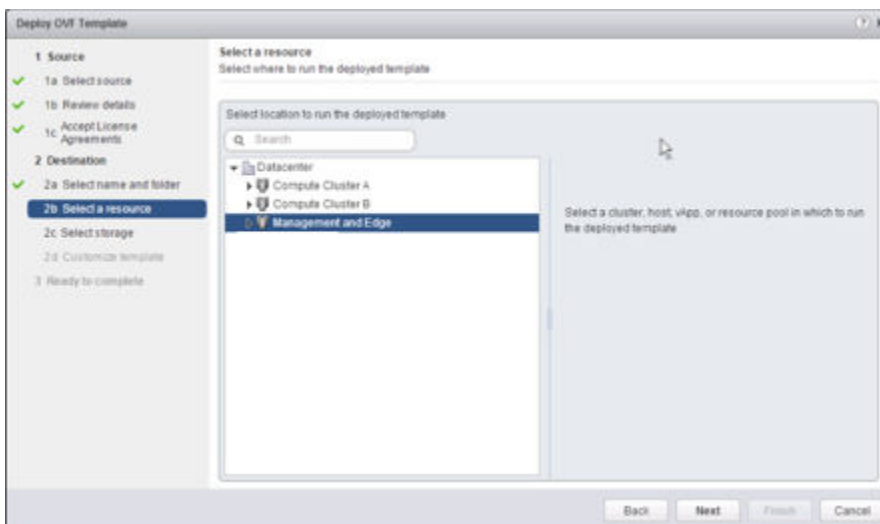 Deploy OVF Template
1 Source
1a Select source
1b Review details
1c Accept License
Agreements
2 Destination
2a Select name and folder
2b Select a resource
2c Select storage
2d Customize template
3 Ready to complete
Select a resource
Select where to run the deployed template
Select location to run the deployed template
Search
Datacenter
Compute Cluster A
Compute Cluster B
Management and Edge
Select a cluster, host, vApp, or resource pool in which to run
the deployed template
Back Next Finish Cancel